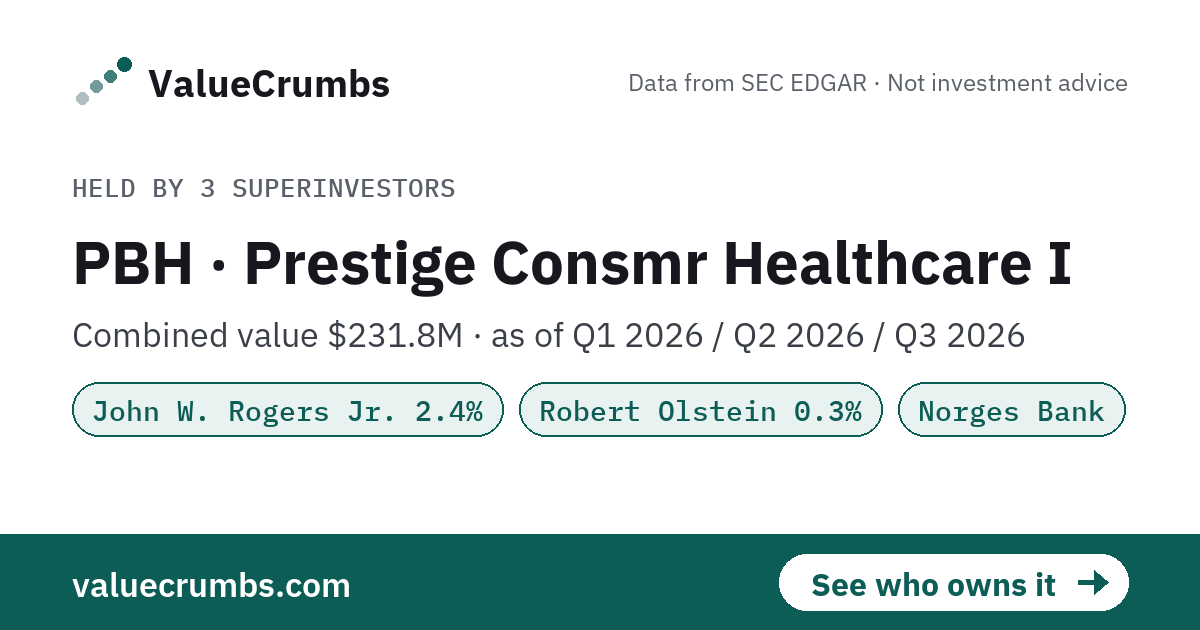 ValueCrumbs
Data from SEC EDGAR · Not investment advice
HELD BY 3 SUPERINVESTORS
PBH · Prestige Consmr Healthcare I
Combined value $231.8M · as of Q1 2026 / Q2 2026 / Q3 2026
John W. Rogers Jr. 2.4%
Robert Olstein 0.3%
Norges Bank
valuecrumbs.com
See who owns it →